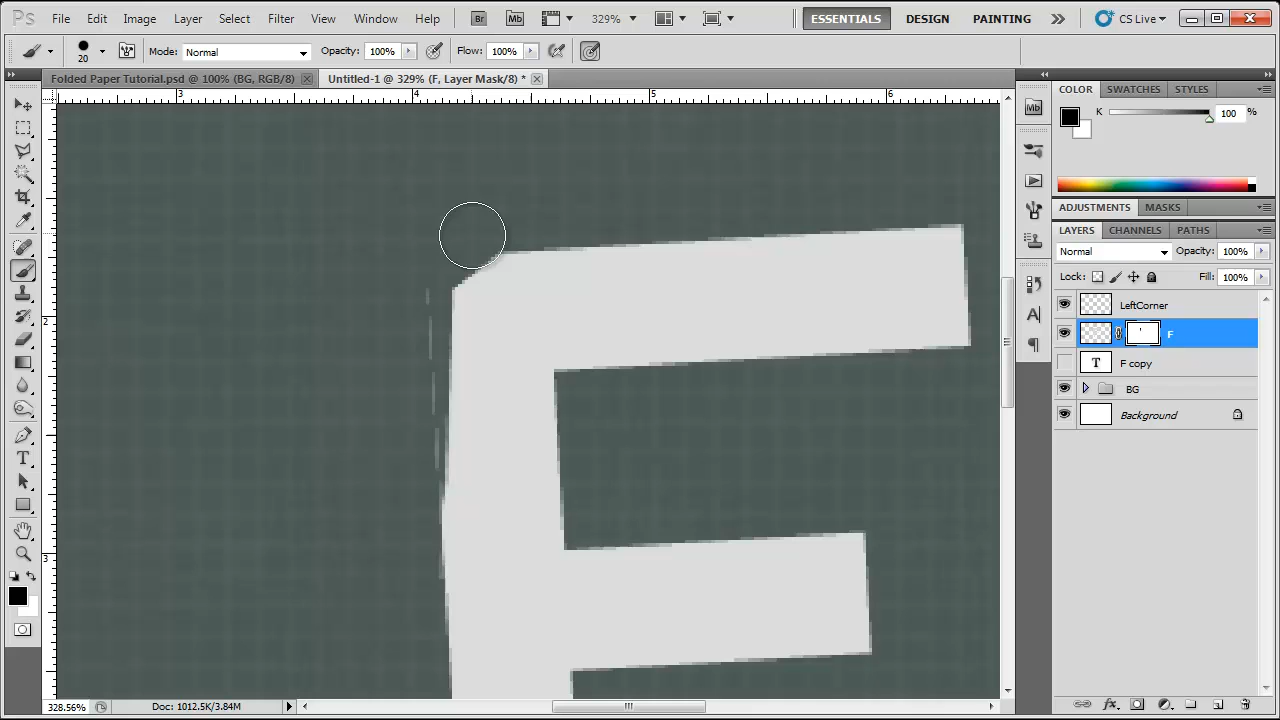 Ps File Edit Image Layer Select Filter View Window Help Br Mb 329% ESSENTIALS DESIGN PAINTING CS Live
20 Mode: Normal Opacity: 100% Flow: 100%
Folded Paper Tutorial.psd @ 100% (BG, RGB/8) Untitled-1 @ 329% (F, Layer Mask/8) *
3 4 5 6
COLOR SWATCHES STYLES
Mb
K 100 %
ADJUSTMENTS MASKS
LAYERS CHANNELS PATHS
Normal Opacity: 100%
Lock: Fill: 100%
LeftCorner
2
A
F
T F copy
BG
Background
T
3
328.56% Doc: 1012.5K/3.84M
fx